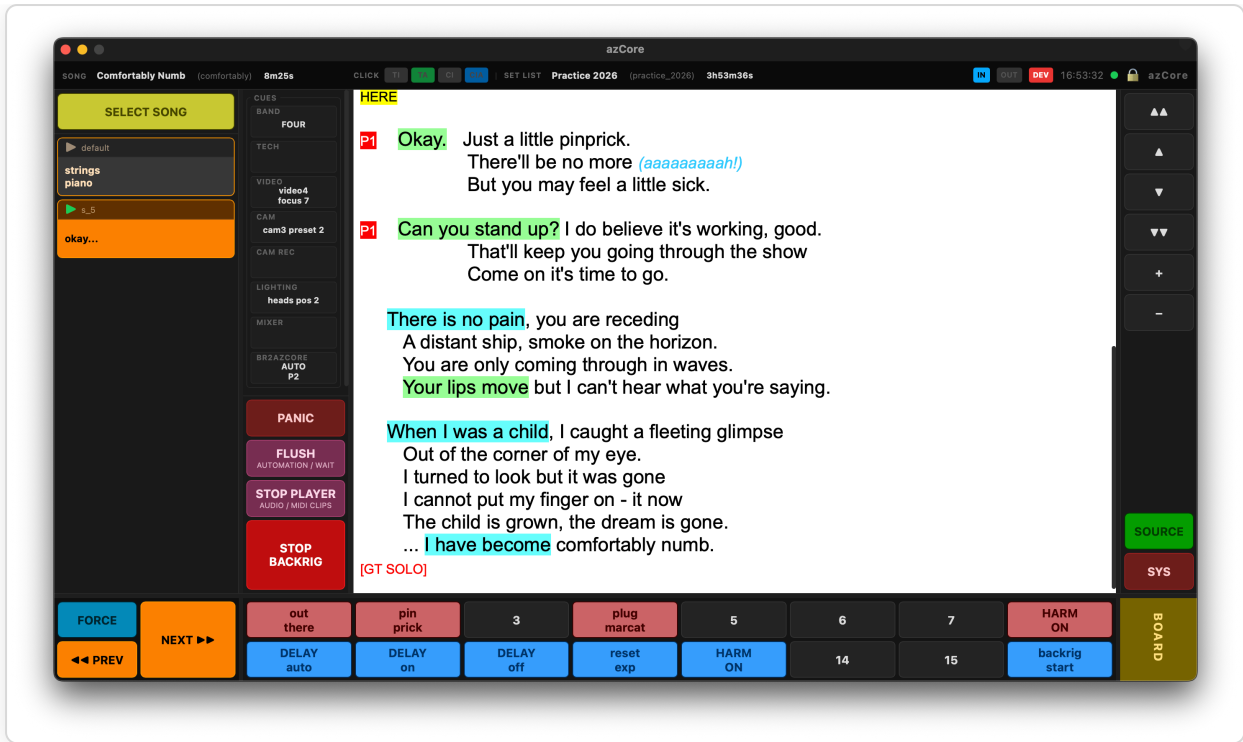 azCore
SONG Comfortably Numb (comfortably) 8m25s CLICK TI TA CI SET LIST Practice 2026 (practice_2026) 3h53m36s IN OUT DEV 16:53:32 azCore
SELECT SONG
default
strings
piano
s_5
okay...
CUES
BAND
FOUR
TECH
VIDEO
video4
focus 7
CAM
cam3 preset 2
CAM REC
LIGHTING
heads pos 2
MIXER
BR2AZCORE
AUTO
P2
PANIC
FLUSH
AUTOMATION / WAIT
STOP PLAYER
AUDIO / MIDI CLIPS
STOP
BACKRIG
HERE
P1 Okay. Just a little pinprick.
There'll be no more (aaaaaaaaah!)
But you may feel a little sick.
P1 Can you stand up? I do believe it's working, good.
That'll keep you going through the show
Come on it's time to go.
There is no pain, you are receding
A distant ship, smoke on the horizon.
You are only coming through in waves.
Your lips move but I can't hear what you're saying.
When I was a child, I caught a fleeting glimpse
Out of the corner of my eye.
I turned to look but it was gone
I cannot put my finger on - it now
The child is grown, the dream is gone.
... I have become comfortably numb.
[GT SOLO]
+
−
SOURCE
SYS
FORCE
PREV
NEXT
out
there
pin
prick
3
plug
marcat
5
6
7
HARM
ON
DELAY
auto
DELAY
on
DELAY
off
reset
exp
HARM
ON
14
15
backrig
start
BOARD